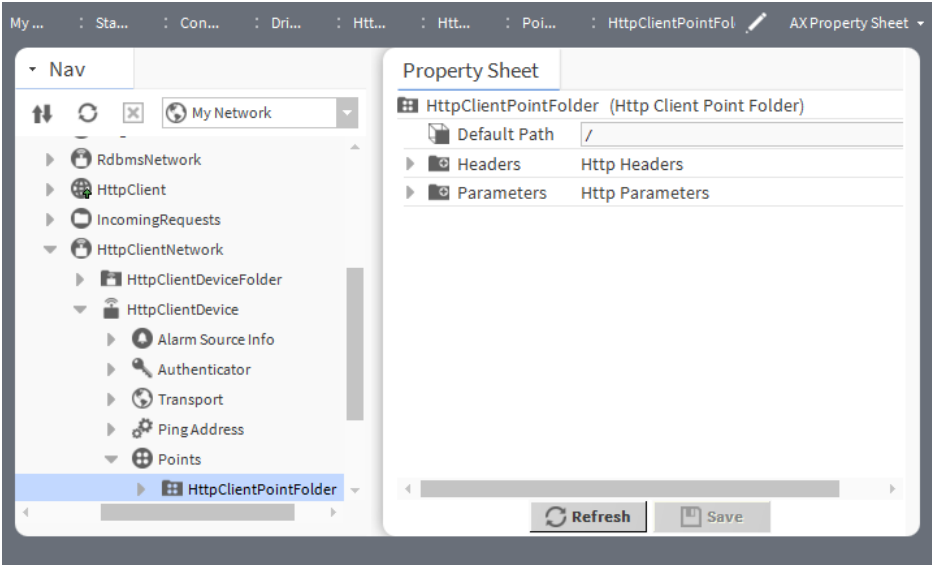 My ... : Sta... : Con... : Dri... : Htt... : Htt... : Poi... : HttpClientPointFol AX Property Sheet
Nav
My Network
RdbmsNetwork
HttpClient
IncomingRequests
HttpClientNetwork
HttpClientDeviceFolder
HttpClientDevice
Alarm Source Info
Authenticator
Transport
Ping Address
Points
HttpClientPointFolder
Property Sheet
HttpClientPointFolder (Http Client Point Folder)
Default Path /
Headers Http Headers
Parameters Http Parameters
Refresh Save